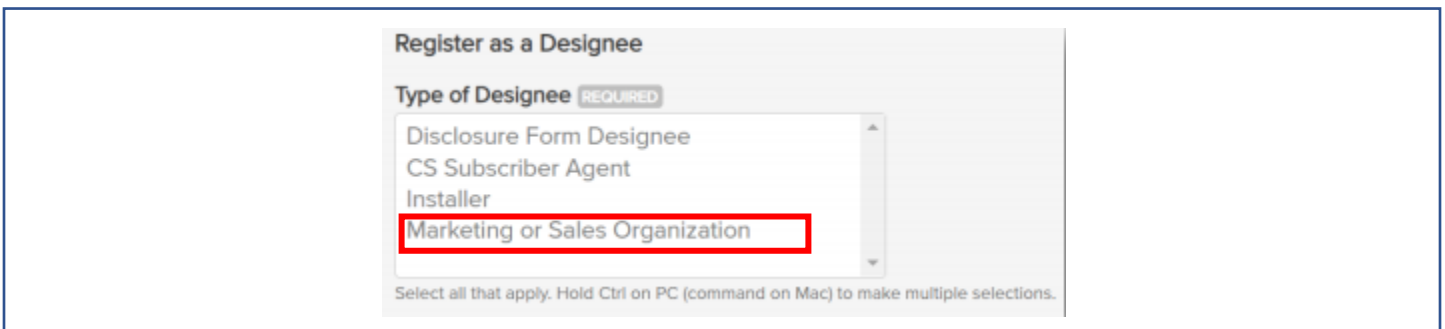 Register as a Designee
Type of Designee REQUIRED
Disclosure Form Designee
CS Subscriber Agent
Installer
Marketing or Sales Organization
Select all that apply. Hold Ctrl on PC (command on Mac) to make multiple selections.